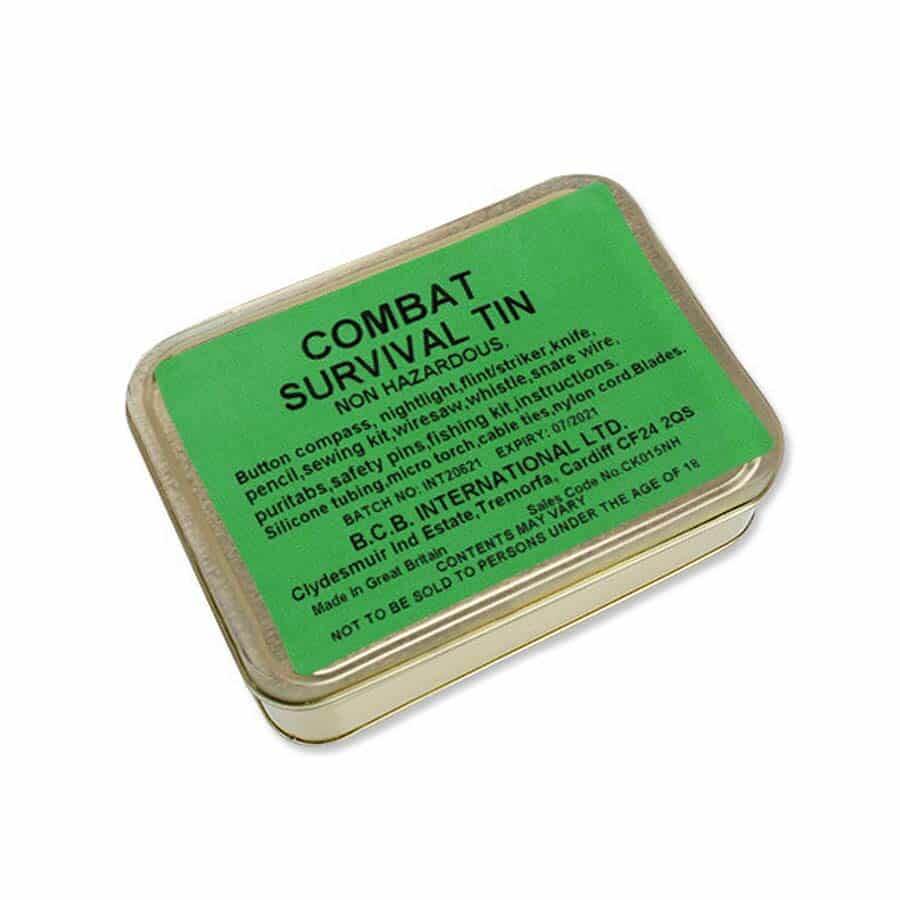 COMBAT
SURVIVAL TIN
NON HAZARDOUS.
Button compass, nightlight,flint/striker,knife,
pencil,sewing kit,wiresaw,whistle,snare wire,
puritabs,safety pins,fishing kit,instructions.
Silicone tubing,micro torch,cable ties,nylon cord.Blades.
BATCH NO: INT20621 EXPIRY: 07/2021
B.C.B. INTERNATIONAL LTD.
Clydesmuir Ind Estate,Tremorfa, Cardiff CF24 2QS
Made In Great Britain Sales Code No.CK015NH
CONTENTS MAY VARY
NOT TO BE SOLD TO PERSONS UNDER THE AGE OF 18